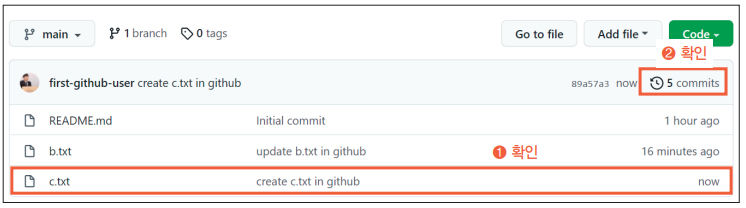 main 1 branch 0 tags Go to file Add file Code
❷ 확인
first-github-user create c.txt in github 89a57a3 now 5 commits
README.md Initial commit 1 hour ago
b.txt update b.txt in github ❶ 확인 16 minutes ago
c.txt create c.txt in github now